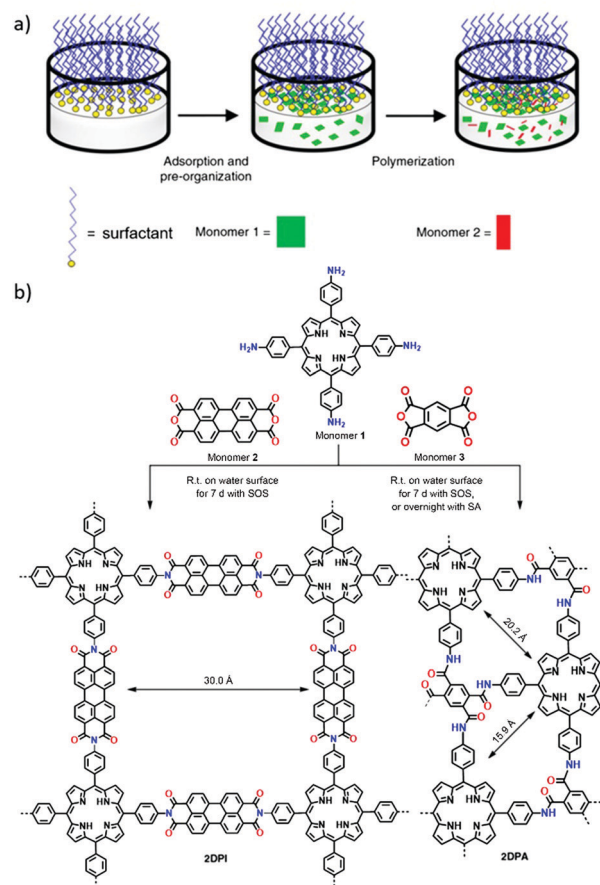 a)
Adsorption and
pre-organization
Polymerization
= surfactant
Monomer 1 =
Monomer 2 =
b)
NH2
H2N
NH2
NH2
N HN
NH N
O O O O O O
Monomer 2
Monomer 1
O O O O O O
Monomer 3
R.t. on water surface
for 7 d with SOS
R.t. on water surface
for 7 d with SOS,
or overnight with SA
30.0 Å
20.2 Å
15.9 Å
2DPI
2DPA